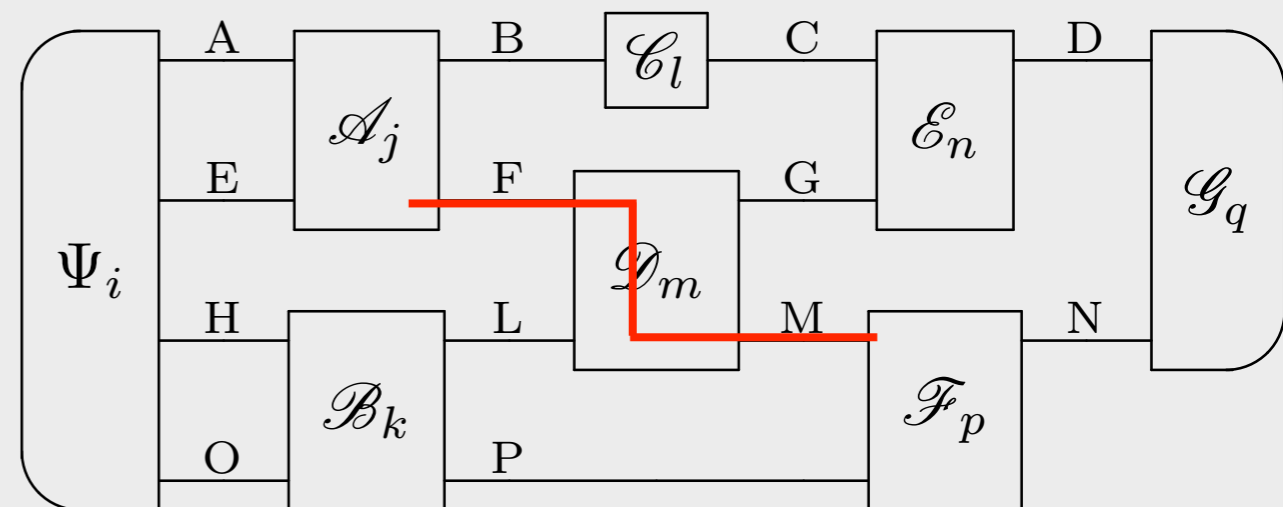 A B C D
𝒞_l
𝒜_j ℰ_n
E F G
𝒢_q
Ψ_i 𝒟_m
H L M N
ℬ_k ℱ_p
O P